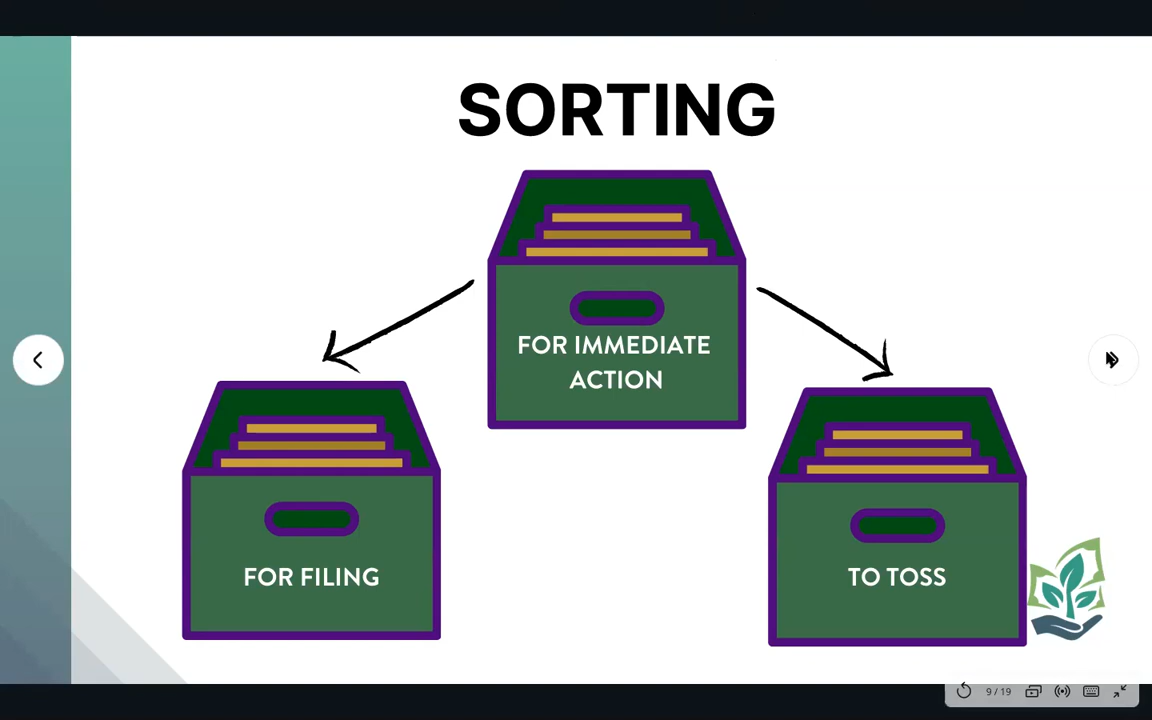 SORTING
FOR IMMEDIATE
ACTION
FOR FILING
TO TOSS
9 / 19